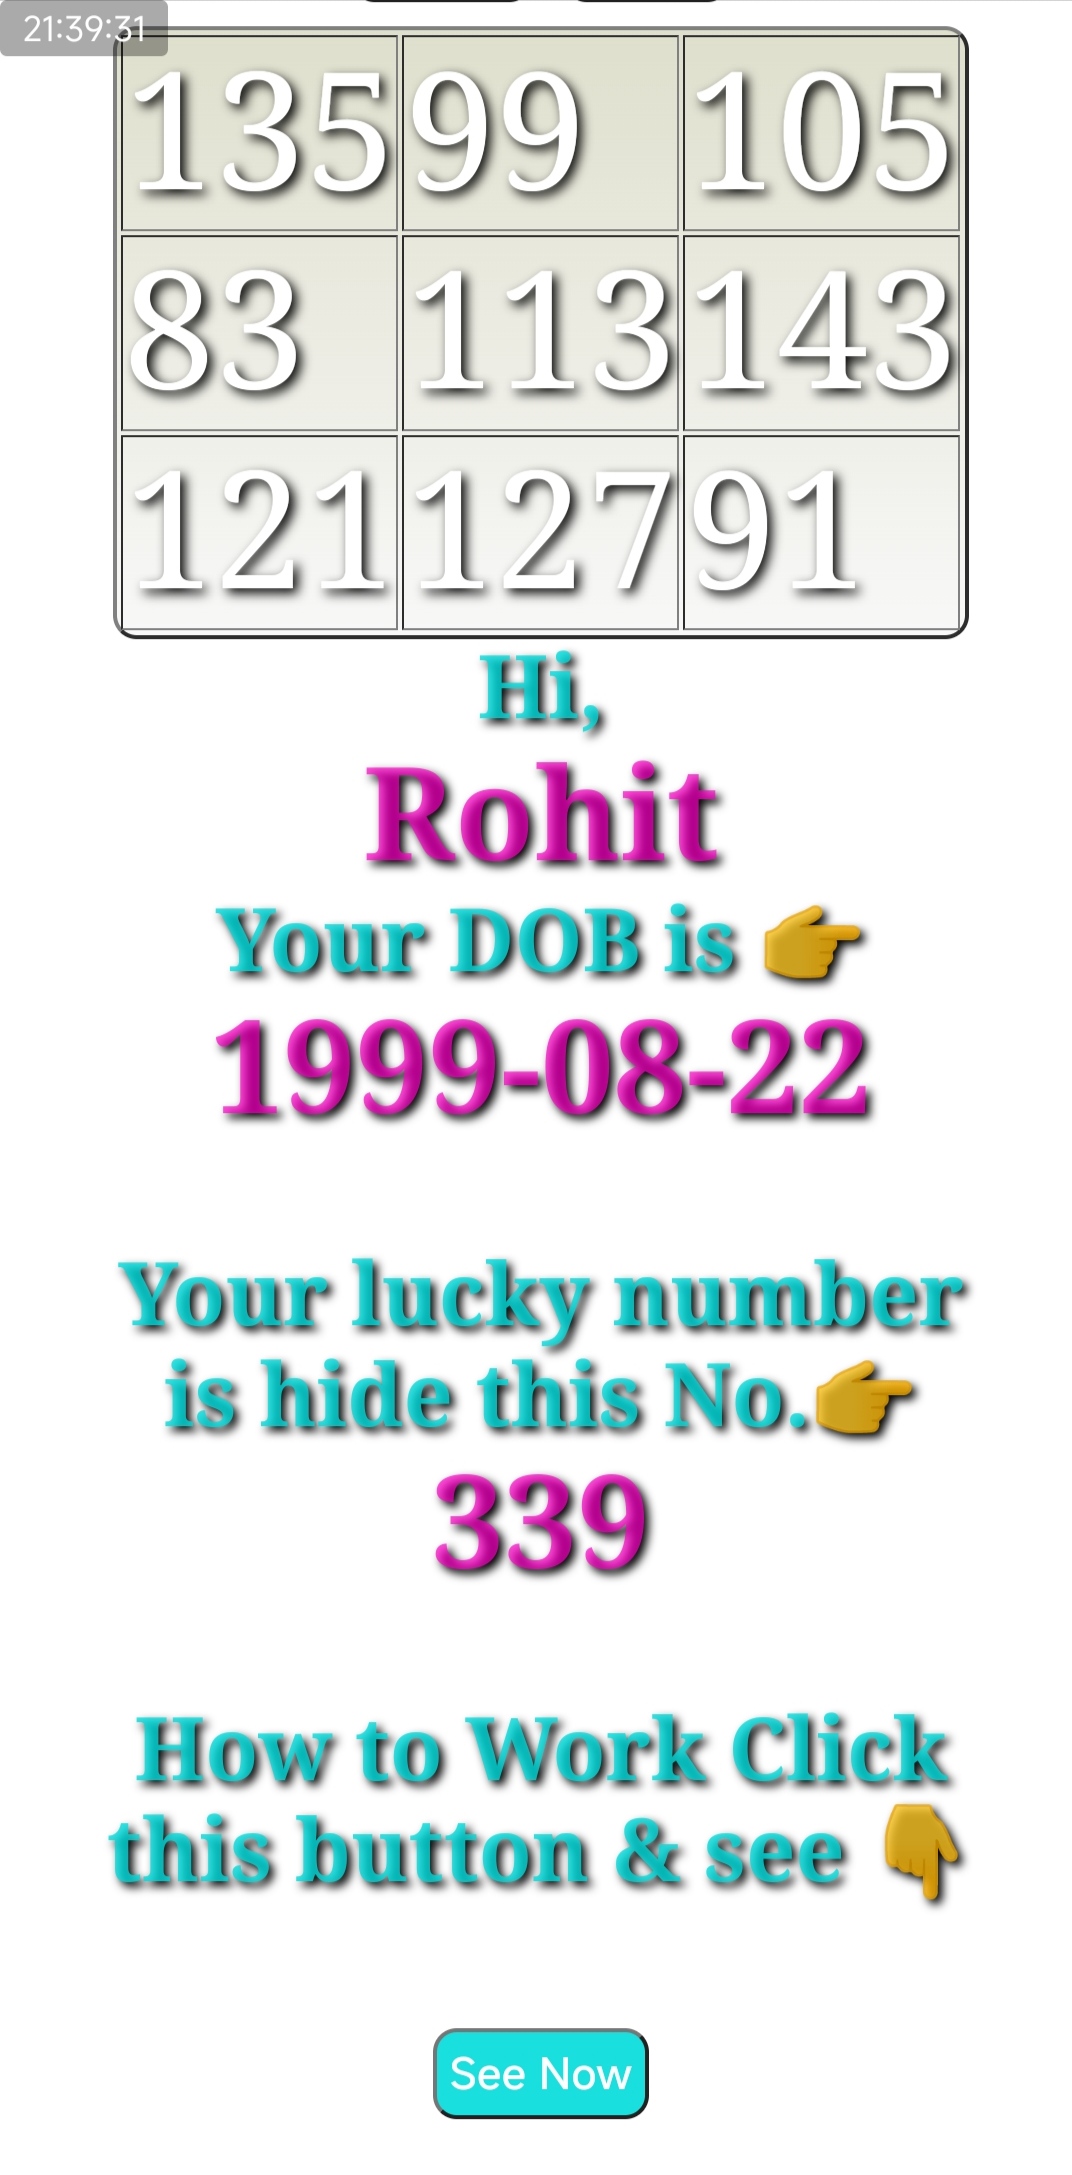 21:39:31
135 99 105
83 113 143
121 127 91
Hi,
Rohit
Your DOB is 👉
1999-08-22
Your lucky number
is hide this No.👉
339
How to Work Click
this button & see 👇
See Now